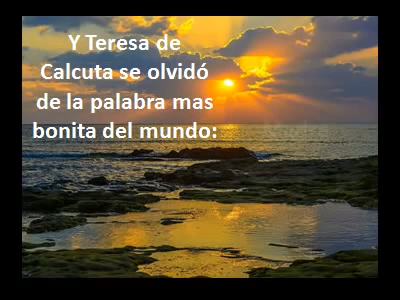 Y Teresa de
Calcuta se olvidó
de la palabra mas
bonita del mundo: